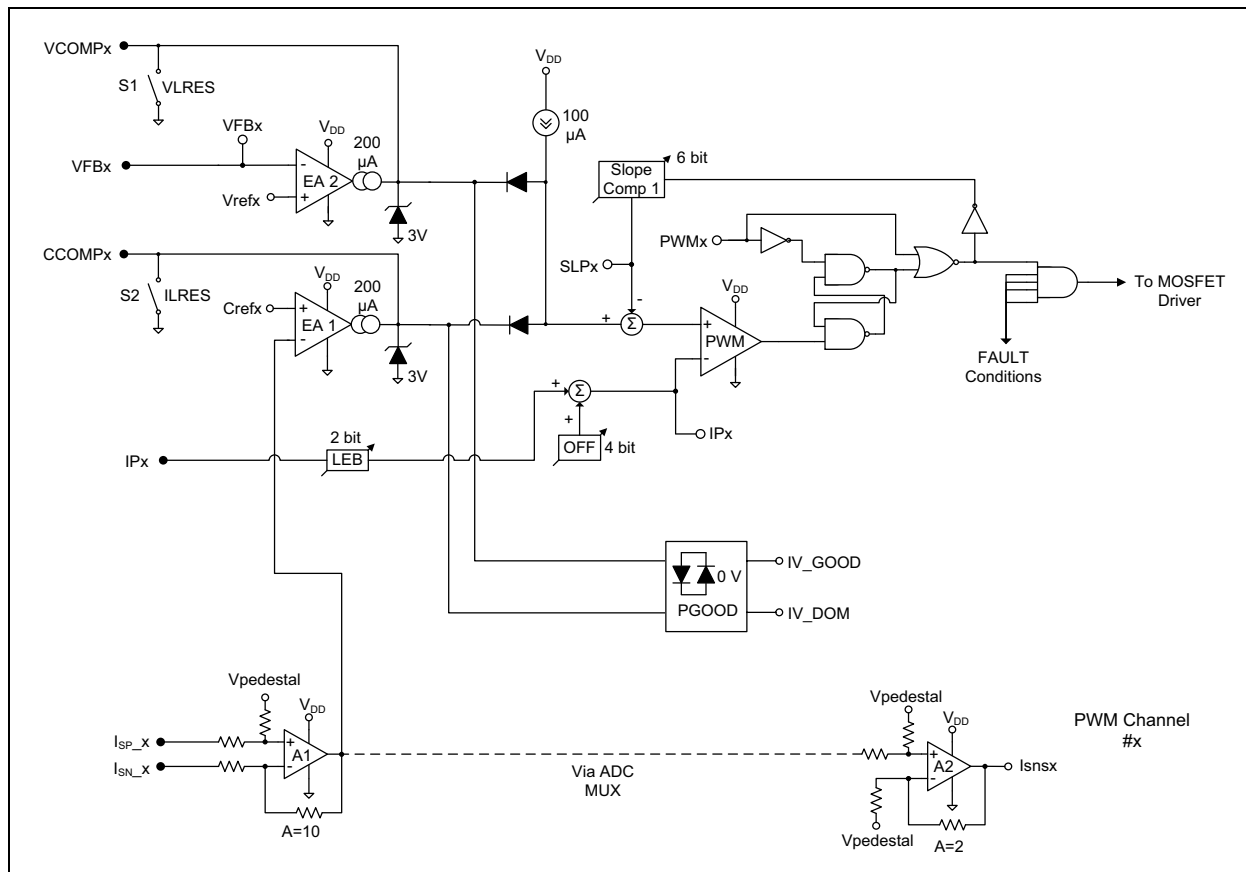 VCOMPx
S1
VLRES
VFBx
VFBx
VDD
200
µA
EA 2
-
+
Vrefx
3V
VDD
100
µA
CCOMPx
S2
ILRES
VDD
200
µA
Crefx
+
EA 1
-
3V
Slope
Comp 1
6 bit
SLPx
-
+
Σ
PWMx
VDD
+
PWM
-
To MOSFET
Driver
FAULT
Conditions
IPx
2 bit
LEB
+
Σ
+
OFF
4 bit
IPx
0 V
PGOOD
IV_GOOD
IV_DOM
Vpedestal
VDD
ISP_x
ISN_x
+
A1
-
A=10
Via ADC
MUX
Vpedestal
VDD
+
A2
-
Isnsx
Vpedestal
A=2
PWM Channel
#x